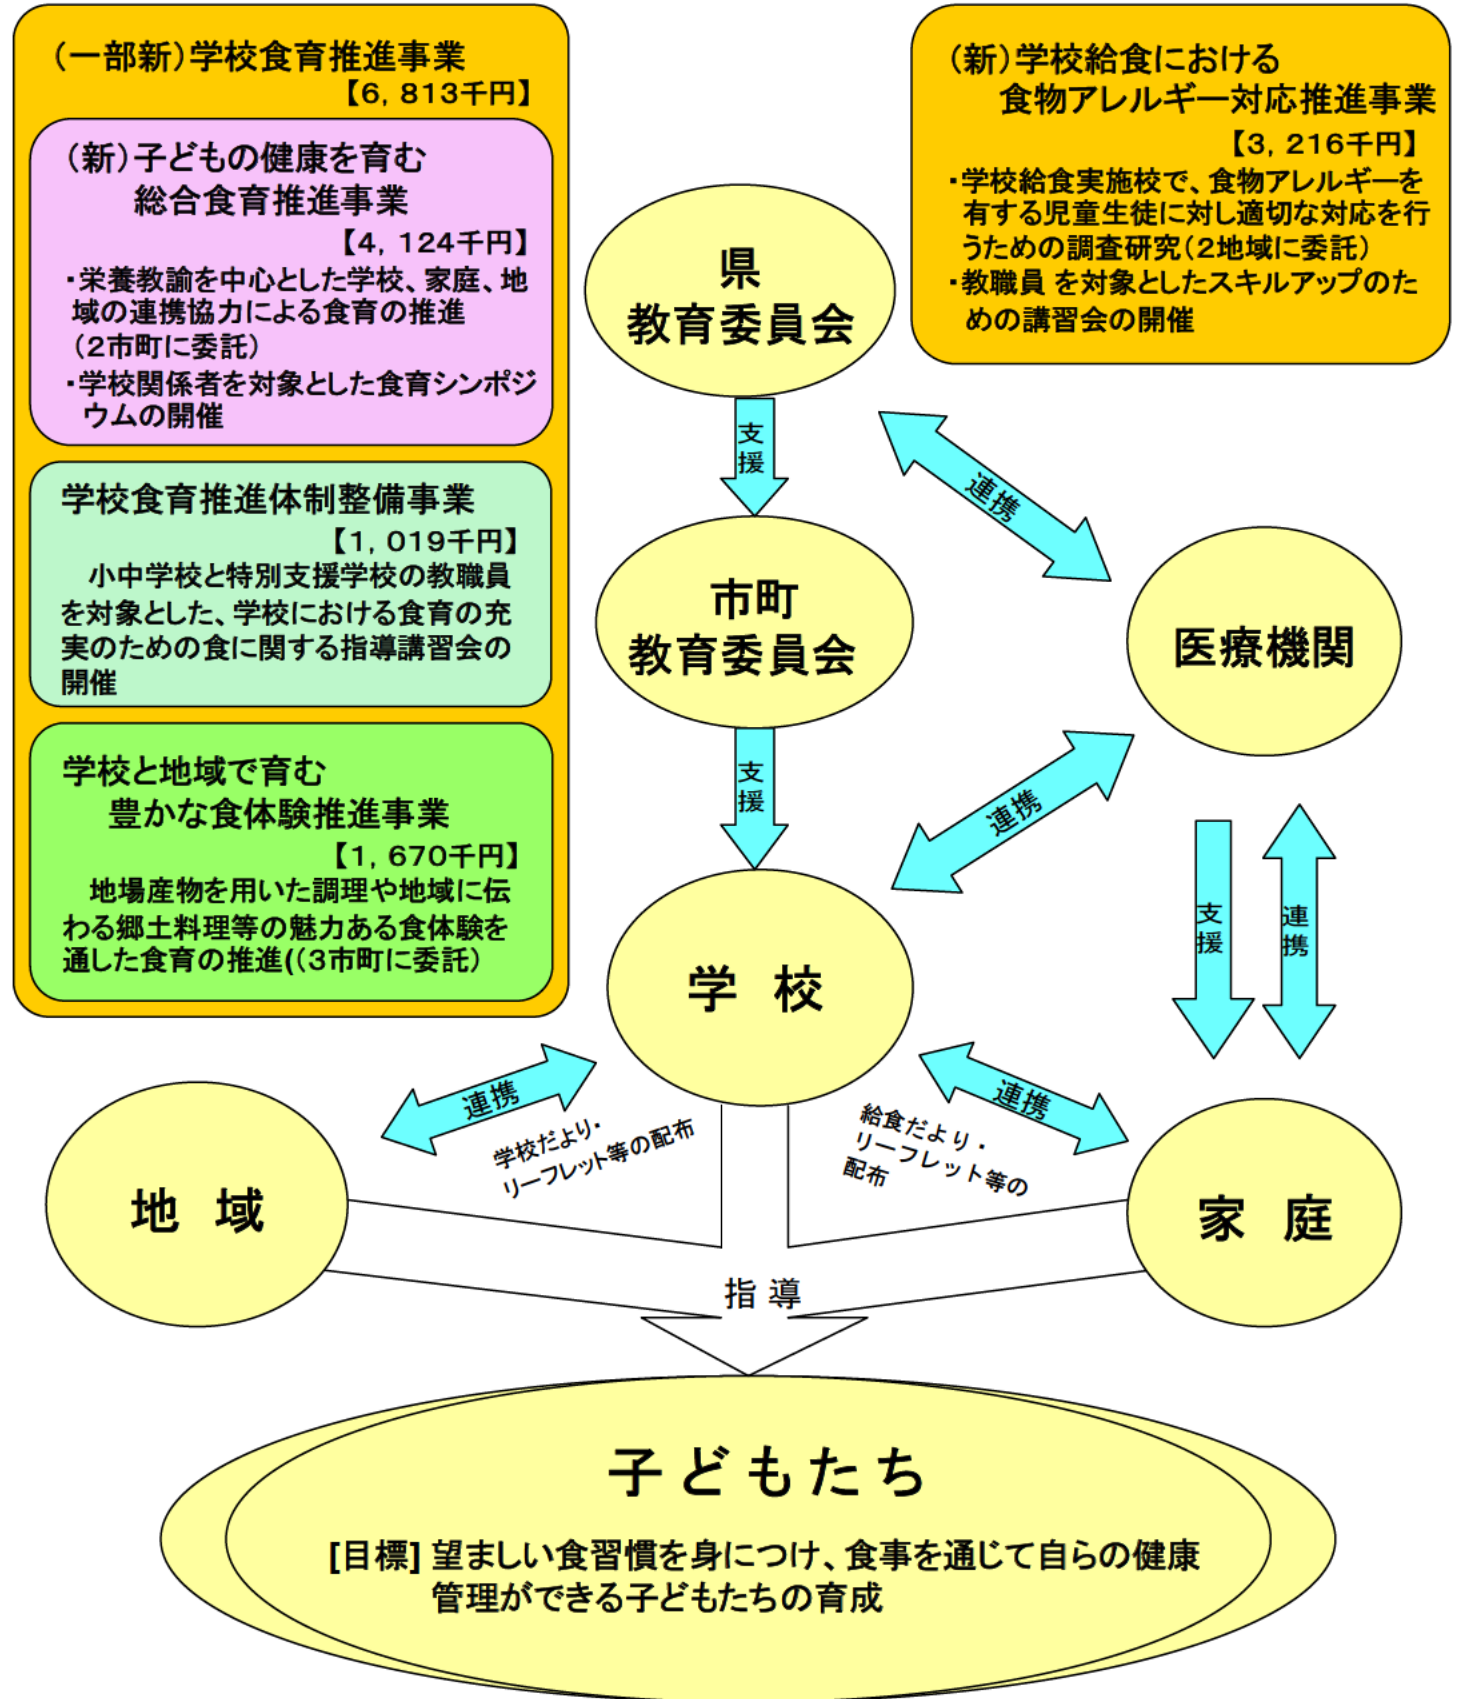 （一部新）学校食育推進事業
【６，８１３千円】
（新）子どもの健康を育む
総合食育推進事業
【４，１２４千円】
・栄養教諭を中心とした学校、家庭、地
域の連携協力による食育の推進
（２市町に委託）
・学校関係者を対象とした食育シンポジ
ウムの開催
学校食育推進体制整備事業
【１，０１９千円】
小中学校と特別支援学校の教職員
を対象とした、学校における食育の充
実のための食に関する指導講習会の
開催
学校と地域で育む
豊かな食体験推進事業
【１，６７０千円】
地場産物を用いた調理や地域に伝
わる郷土料理等の魅力ある食体験を
通した食育の推進(（３市町に委託）
（新）学校給食における
食物アレルギー対応推進事業
【３，２１６千円】
・学校給食実施校で、食物アレルギーを
有する児童生徒に対し適切な対応を行
うための調査研究（２地域に委託）
・教職員 を対象としたスキルアップのた
めの講習会の開催
県
教育委員会
支援
連携
市町
教育委員会
医療機関
支援
連携
支援
連携
学 校
連携
学校だより・
リーフレット等の配布
連携
給食だより・
リーフレット等の
配布
地 域
家 庭
指 導
子どもたち
[目標] 望ましい食習慣を身につけ、食事を通じて自らの健康
管理ができる子どもたちの育成